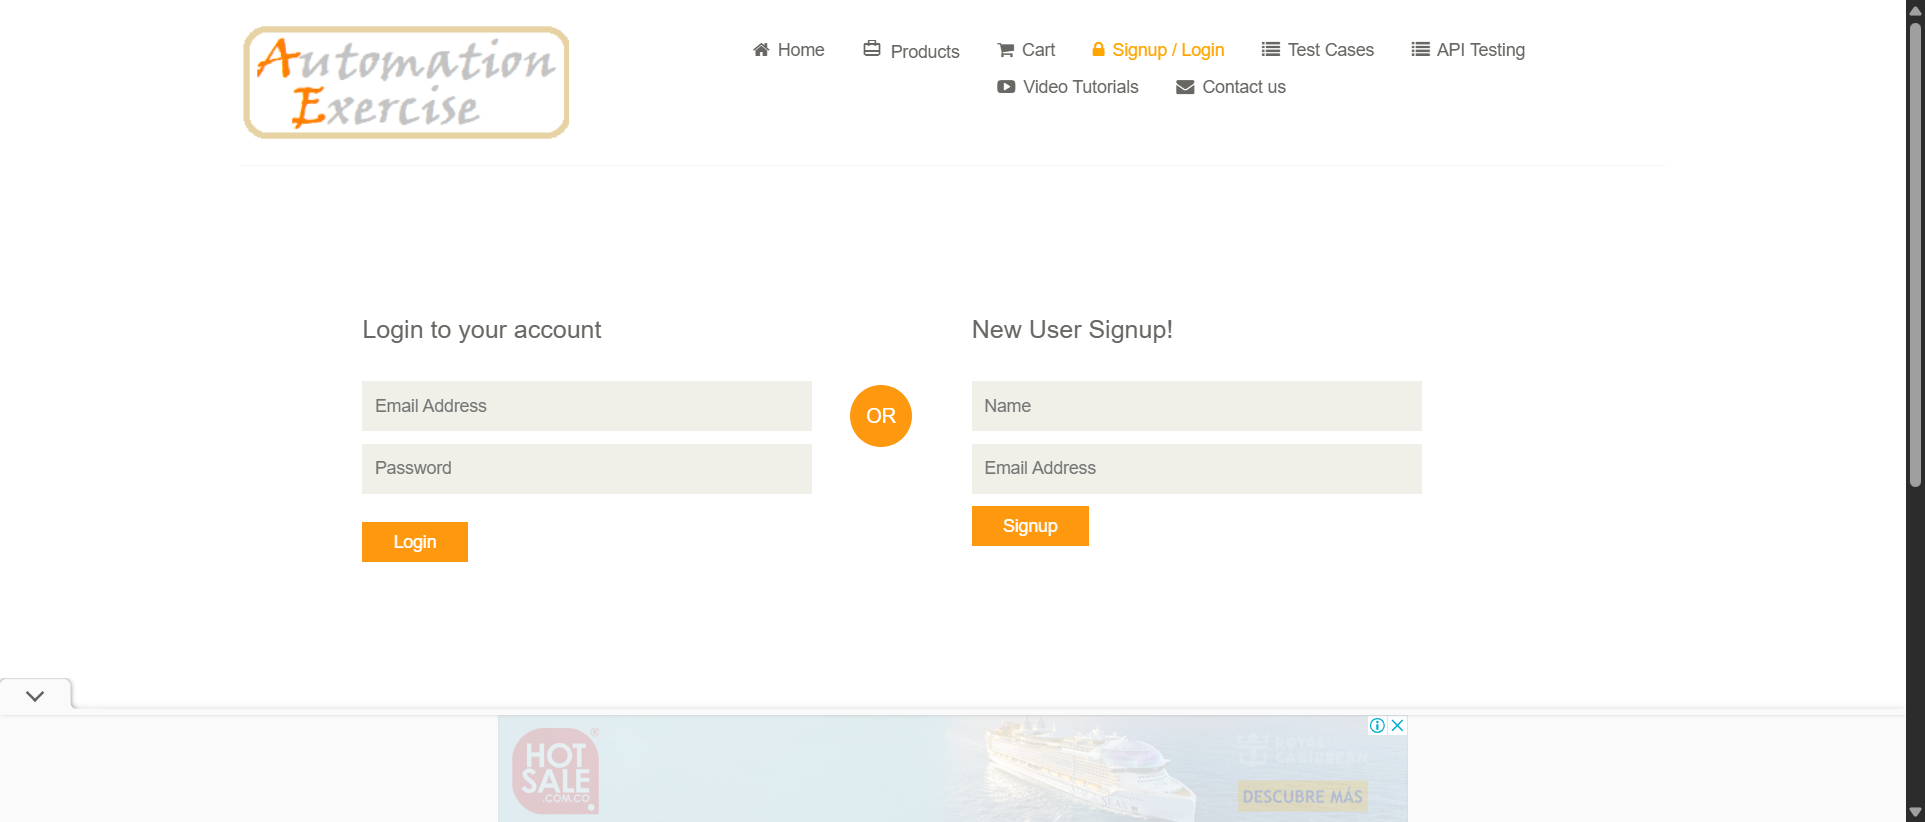 Automation
Exercise
Home
Products
Cart
Signup / Login
Test Cases
API Testing
Video Tutorials
Contact us
Login to your account
New User Signup!
Email Address
OR
Name
Password
Email Address
Login
Signup
HOT
SALE
.COM.CO
ROYAL
CARIBBEAN
DESCUBRE MÁS